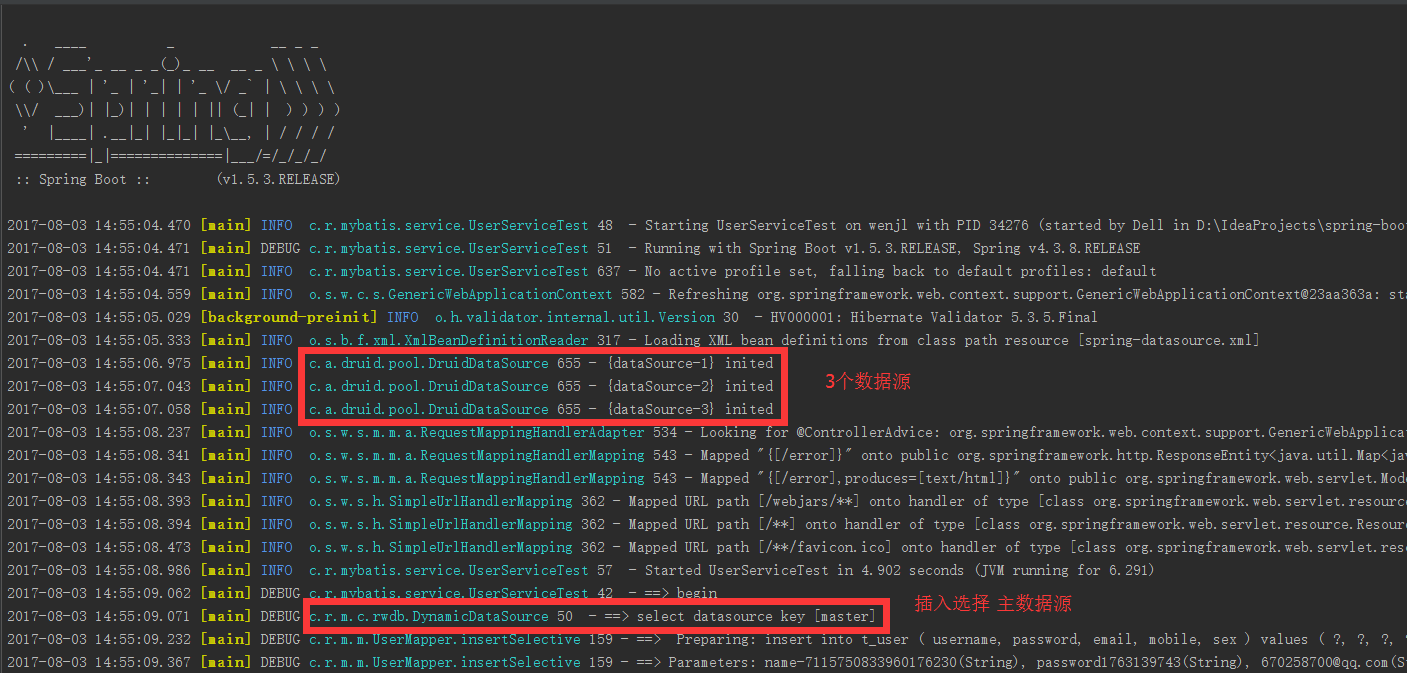 .   ____          _            __ _ _
 /\\ / ___'_ __ _ _(_)_ __  __ _ \ \ \ \
( ( )\___ | '_ | '_| | '_ \/ _` | \ \ \ \
 \\/  ___)| |_)| | | | | || (_| |  ) ) ) )
  '  |____| .__|_| |_|_| |_\__, | / / / /
 =========|_|==============|___/=/_/_/_/
 :: Spring Boot ::        (v1.5.3.RELEASE)
2017-08-03 14:55:04.470 [main] INFO  c.r.mybatis.service.UserServiceTest 48  - Starting UserServiceTest on wenjl with PID 34276 (started by Dell in D:\IdeaProjects\spring-boo
2017-08-03 14:55:04.471 [main] DEBUG c.r.mybatis.service.UserServiceTest 51  - Running with Spring Boot v1.5.3.RELEASE, Spring v4.3.8.RELEASE
2017-08-03 14:55:04.471 [main] INFO  c.r.mybatis.service.UserServiceTest 637 - No active profile set, falling back to default profiles: default
2017-08-03 14:55:04.559 [main] INFO  o.s.w.c.s.GenericWebApplicationContext 582 - Refreshing org.springframework.web.context.support.GenericWebApplicationContext@23aa363a: sta
2017-08-03 14:55:05.029 [background-preinit] INFO  o.h.validator.internal.util.Version 30  - HV000001: Hibernate Validator 5.3.5.Final
2017-08-03 14:55:05.333 [main] INFO  o.s.b.f.xml.XmlBeanDefinitionReader 317 - Loading XML bean definitions from class path resource [spring-datasource.xml]
2017-08-03 14:55:06.975 [main] INFO  c.a.druid.pool.DruidDataSource 655 - {dataSource-1} inited
2017-08-03 14:55:07.043 [main] INFO  c.a.druid.pool.DruidDataSource 655 - {dataSource-2} inited
3个数据源
2017-08-03 14:55:07.058 [main] INFO  c.a.druid.pool.DruidDataSource 655 - {dataSource-3} inited
2017-08-03 14:55:08.237 [main] INFO  o.s.w.s.m.m.a.RequestMappingHandlerAdapter 534 - Looking for @ControllerAdvice: org.springframework.web.context.support.GenericWebApplica
2017-08-03 14:55:08.341 [main] INFO  o.s.w.s.m.m.a.RequestMappingHandlerMapping 543 - Mapped "{[/error]}" onto public org.springframework.http.ResponseEntity<java.util.Map<ja
2017-08-03 14:55:08.343 [main] INFO  o.s.w.s.m.m.a.RequestMappingHandlerMapping 543 - Mapped "{[/error],produces=[text/html]}" onto public org.springframework.web.servlet.Mod
2017-08-03 14:55:08.393 [main] INFO  o.s.w.s.h.SimpleUrlHandlerMapping 362 - Mapped URL path [/webjars/**] onto handler of type [class org.springframework.web.servlet.resourc
2017-08-03 14:55:08.394 [main] INFO  o.s.w.s.h.SimpleUrlHandlerMapping 362 - Mapped URL path [/**] onto handler of type [class org.springframework.web.servlet.resource.Resour
2017-08-03 14:55:08.473 [main] INFO  o.s.w.s.h.SimpleUrlHandlerMapping 362 - Mapped URL path [/**/favicon.ico] onto handler of type [class org.springframework.web.servlet.res
2017-08-03 14:55:08.986 [main] INFO  c.r.mybatis.service.UserServiceTest 57  - Started UserServiceTest in 4.902 seconds (JVM running for 6.291)
2017-08-03 14:55:09.062 [main] DEBUG c.r.mybatis.service.UserServiceTest 42  - ==> begin
插入选择 主数据源
2017-08-03 14:55:09.071 [main] DEBUG c.r.m.c.rwdb.DynamicDataSource 50  - ==> select datasource key [master]
2017-08-03 14:55:09.232 [main] DEBUG c.r.m.m.UserMapper.insertSelective 159 - ==>  Preparing: insert into t_user ( username, password, email, mobile, sex ) values ( ?, ?, ?, 
2017-08-03 14:55:09.367 [main] DEBUG c.r.m.m.UserMapper.insertSelective 159 - ==> Parameters: name-7115750833960176230(String), password1763139743(String), 670258700@qq.com(S